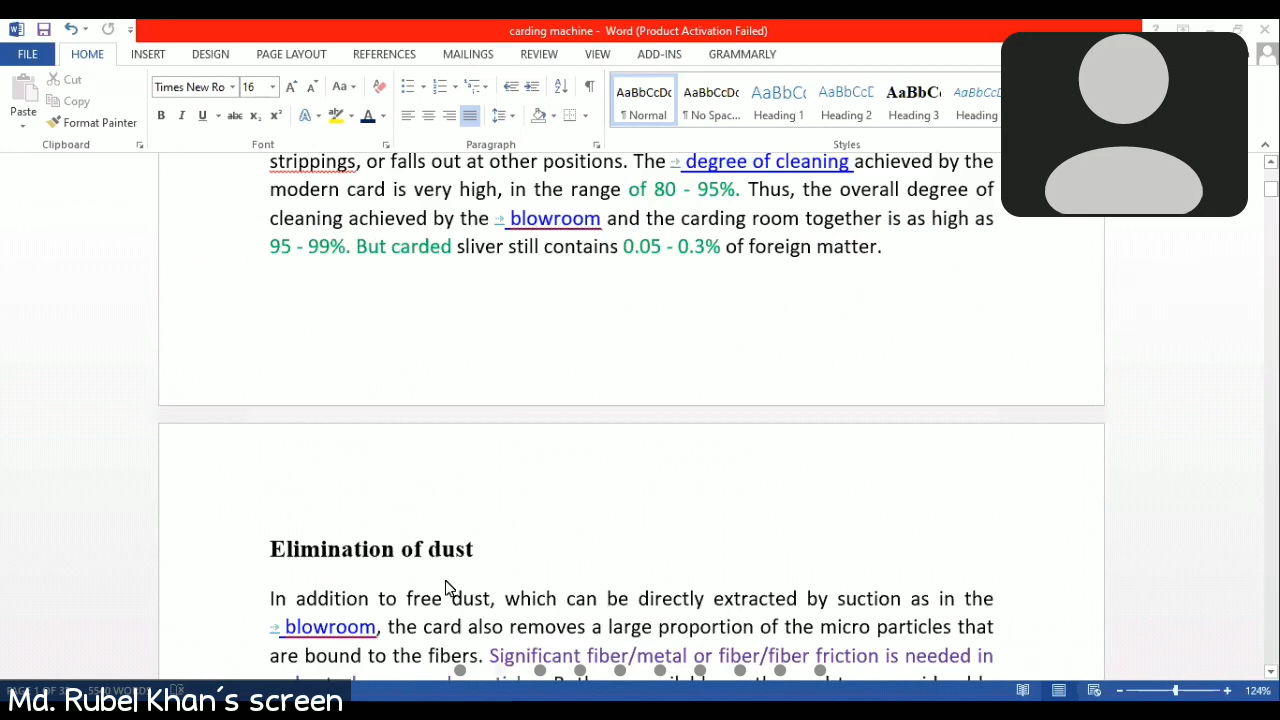 carding machine - Word (Product Activation Failed)
FILE HOME INSERT DESIGN PAGE LAYOUT REFERENCES MAILINGS REVIEW VIEW ADD-INS GRAMMARLY
Paste
Cut
Copy
Format Painter
Times New Ro 16
AaBbCcDc AaBbCcDc AaBbC( AaBbCcD AaBbC( AaBbCcD
¶ Normal ¶ No Spac... Heading 1 Heading 2 Heading 3 Heading
Clipboard Font Paragraph Styles
strippings, or falls out at other positions. The degree of cleaning achieved by the
modern card is very high, in the range of 80 - 95%. Thus, the overall degree of
cleaning achieved by the blowroom and the carding room together is as high as
95 - 99%. But carded sliver still contains 0.05 - 0.3% of foreign matter.
Elimination of dust
In addition to free dust, which can be directly extracted by suction as in the
blowroom, the card also removes a large proportion of the micro particles that
are bound to the fibers. Significant fiber/metal or fiber/fiber friction is needed in
Md. Rubel Khan´s screen
124%